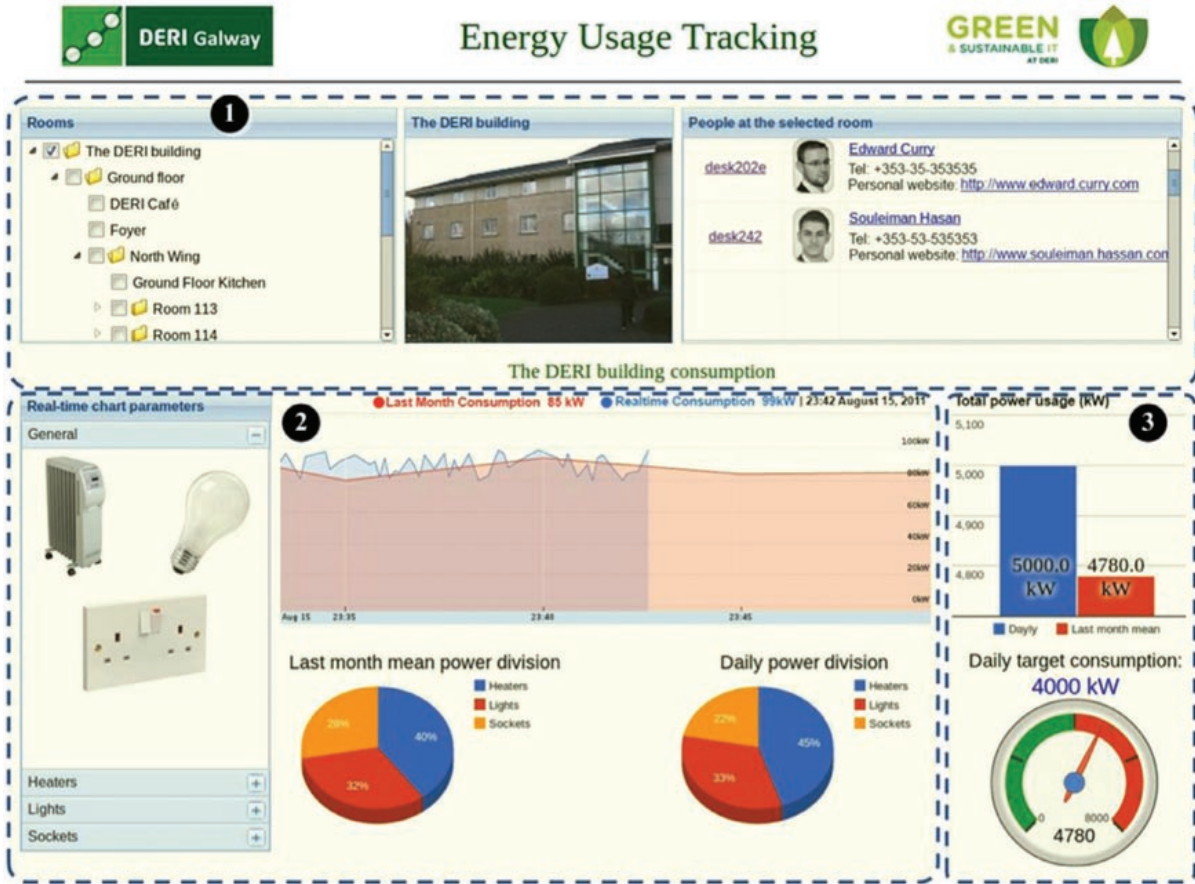 DERI Galway
Energy Usage Tracking
GREEN
& SUSTAINABLE IT
AT DERI
1
Rooms
The DERI building
Ground floor
DERI Café
Foyer
North Wing
Ground Floor Kitchen
Room 113
Room 114
The DERI building
People at the selected room
desk202e
Edward Curry
Tel: +353-35-353535
Personal website: http://www.edward.curry.com
desk242
Souleiman Hasan
Tel: +353-53-535353
Personal website: http://www.souleiman.hassan.com
The DERI building consumption
Real-time chart parameters
General
Heaters
Lights
Sockets
2
Last Month Consumption 85 kW Realtime Consumption 99kW | 23:42 August 15, 2011
100kW
80kW
60kW
40kW
20kW
0kW
Aug 15 23:35 23:40 23:45
Last month mean power division
Heaters
Lights
Sockets
28%
40%
32%
Daily power division
Heaters
Lights
Sockets
22%
45%
33%
Total power usage (kW)
3
5,100
5,000
4,900
4,800
5000.0 kW
4780.0 kW
Dayly Last month mean
Daily target consumption:
4000 kW
0 8000
4780